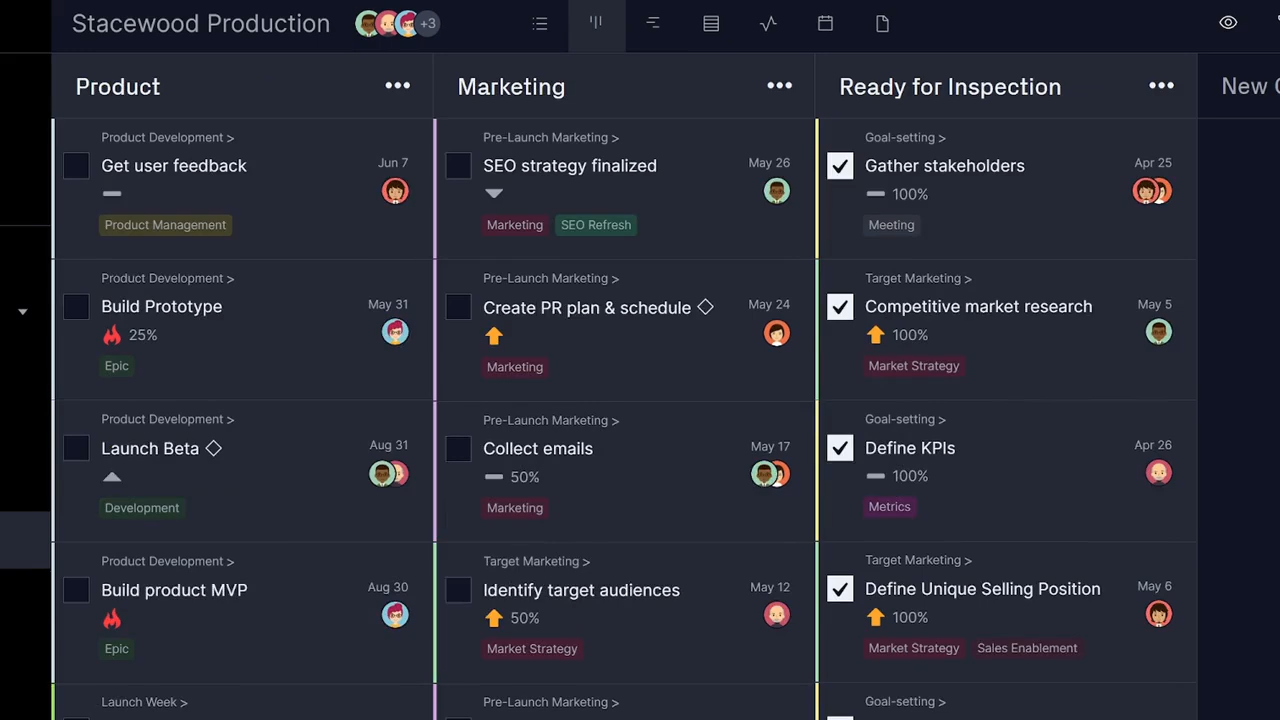 Stacewood Production
+3
Product
Product Development >
Get user feedback
Jun 7
Product Management
Product Development >
Build Prototype
May 31
25%
Epic
Product Development >
Launch Beta
Aug 31
Development
Product Development >
Build product MVP
Aug 30
Epic
Launch Week >
Marketing
Pre-Launch Marketing >
SEO strategy finalized
May 26
Marketing
SEO Refresh
Pre-Launch Marketing >
Create PR plan & schedule
May 24
Marketing
Pre-Launch Marketing >
Collect emails
May 17
50%
Marketing
Target Marketing >
Identify target audiences
May 12
50%
Market Strategy
Pre-Launch Marketing >
Ready for Inspection
Goal-setting >
Gather stakeholders
Apr 25
100%
Meeting
Target Marketing >
Competitive market research
May 5
100%
Market Strategy
Goal-setting >
Define KPIs
Apr 26
100%
Metrics
Target Marketing >
Define Unique Selling Position
May 6
100%
Market Strategy
Sales Enablement
Goal-setting >
New